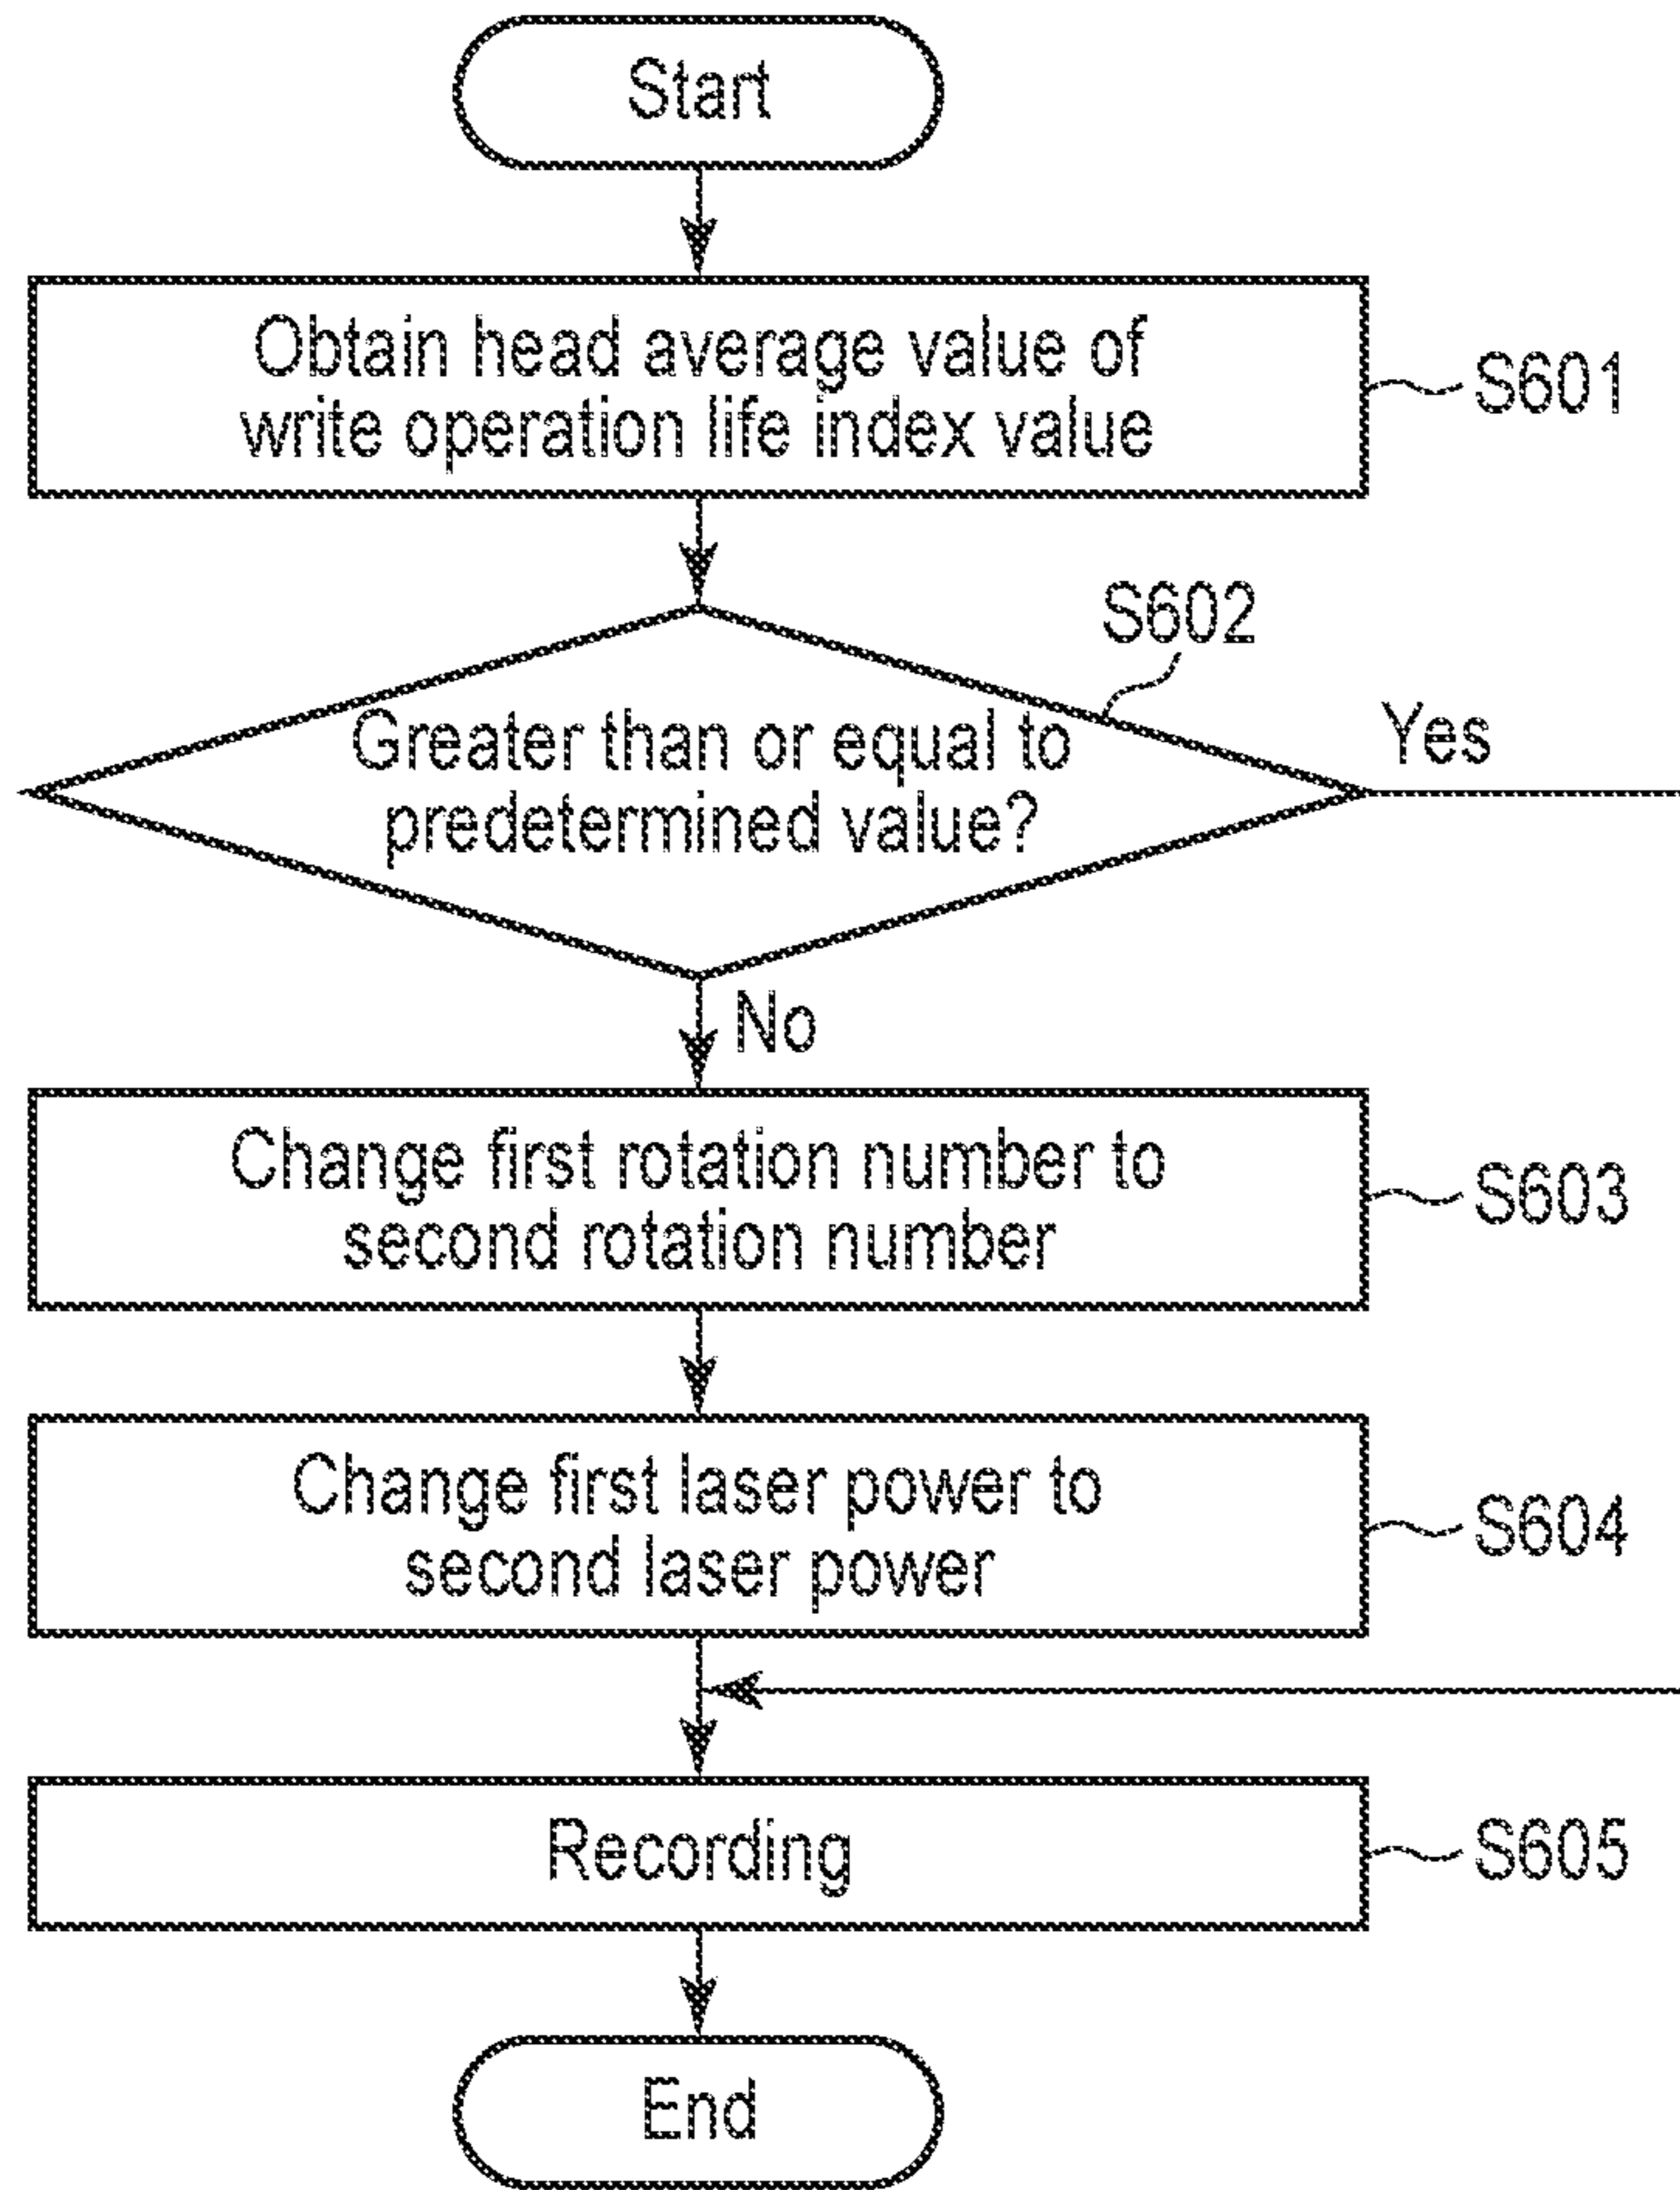 Start
Obtain head average value of
write operation life index value
S601
S602
Greater than or equal to
predetermined value?
Yes
No
Change first rotation number to
second rotation number
S603
Change first laser power to
second laser power
S604
Recording
S605
End